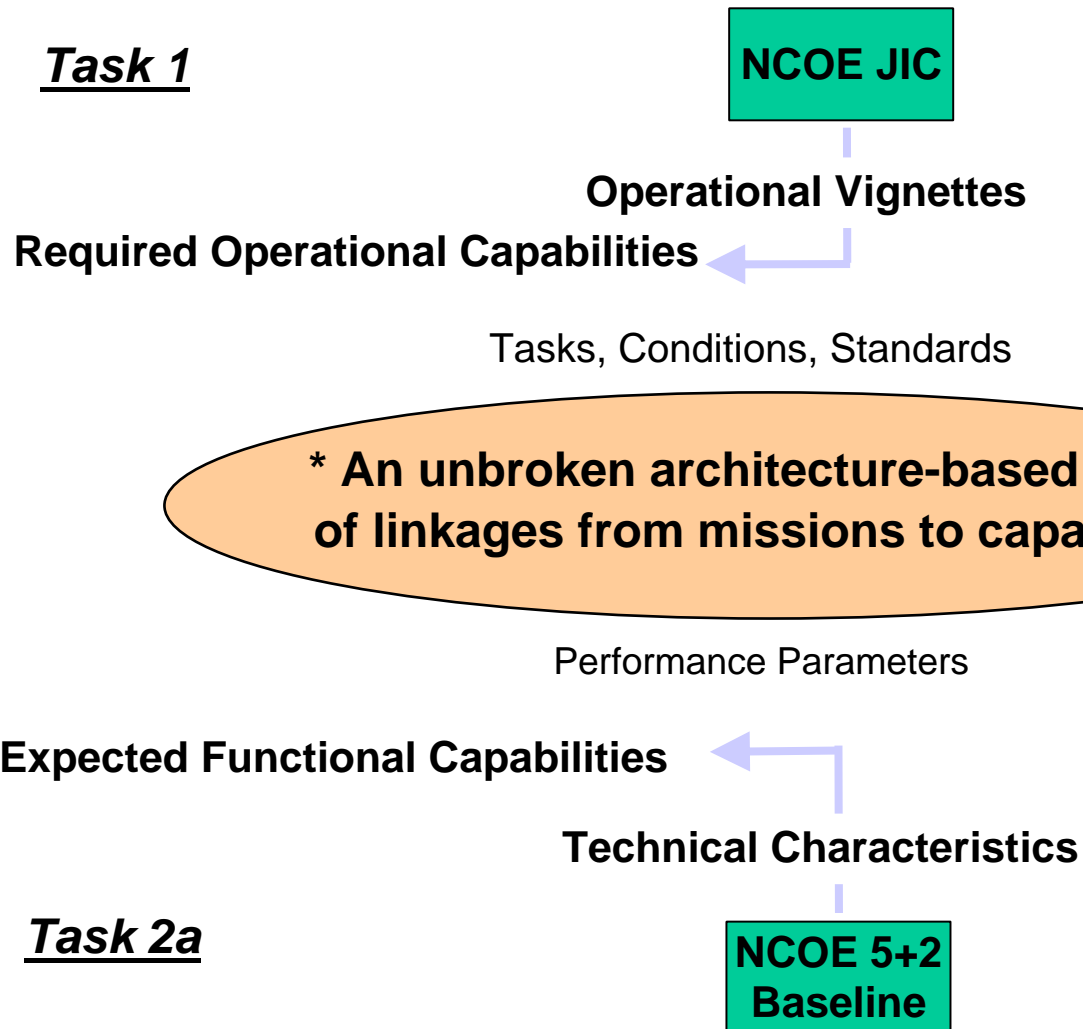 Task 1
NCOE JIC
Operational Vignettes
Required Operational Capabilities
Tasks, Conditions, Standards
* An unbroken architecture-based
of linkages from missions to capa
Performance Parameters
Expected Functional Capabilities
Technical Characteristics
Task 2a
NCOE 5+2
Baseline